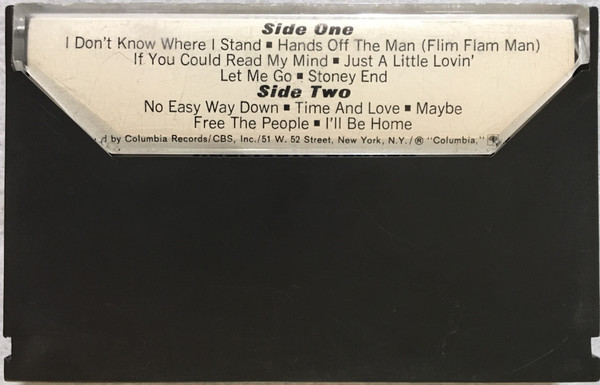 Side One
I Don't Know Where I Stand ▪ Hands Off The Man (Flim Flam Man)
If You Could Read My Mind ▪ Just A Little Lovin'
Let Me Go ▪ Stoney End
Side Two
No Easy Way Down ▪ Time And Love ▪ Maybe
Free The People ▪ I'll Be Home
by Columbia Records/CBS, Inc./51 W. 52 Street, New York, N.Y./® "Columbia,"